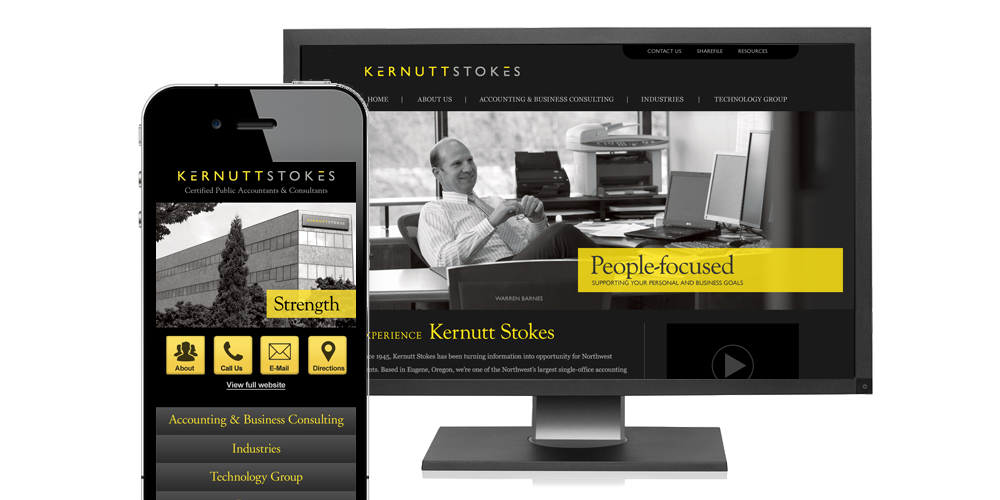 CONTACT US SHAREFILE RESOURCES
KERNUTTSTOKES
HOME | ABOUT US | ACCOUNTING & BUSINESS CONSULTING | INDUSTRIES | TECHNOLOGY GROUP
People-focused
SUPPORTING YOUR PERSONAL AND BUSINESS GOALS
WARREN BARNES
XPERIENCE Kernutt Stokes
ce 1945, Kernutt Stokes has been turning information into opportunity for Northwest
ents. Based in Eugene, Oregon, we're one of the Northwest's largest single-office accounting
KERNUTTSTOKES
Certified Public Accountants & Consultants
KERNUTTSTOKES
Strength
About Call Us E-Mail Directions
View full website
Accounting & Business Consulting
Industries
Technology Group